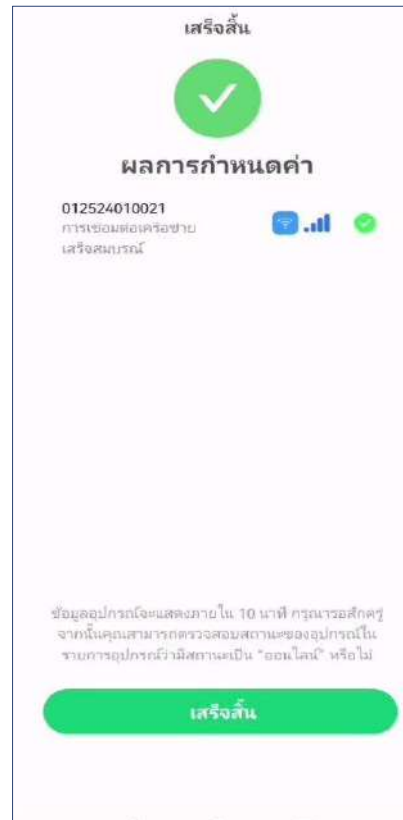 เสร็จสิ้น
ผลการกำหนดค่า
012524010021
การเชื่อมต่อเครือข่าย
เสร็จสมบูรณ์
ข้อมูลอุปกรณ์จะแสดงภายใน 10 นาที กรุณารอสักครู่
จากนั้นคุณสามารถตรวจสอบสถานะของอุปกรณ์ใน
รายการอุปกรณ์ว่ามีสถานะเป็น "ออนไลน์" หรือไม่
เสร็จสิ้น